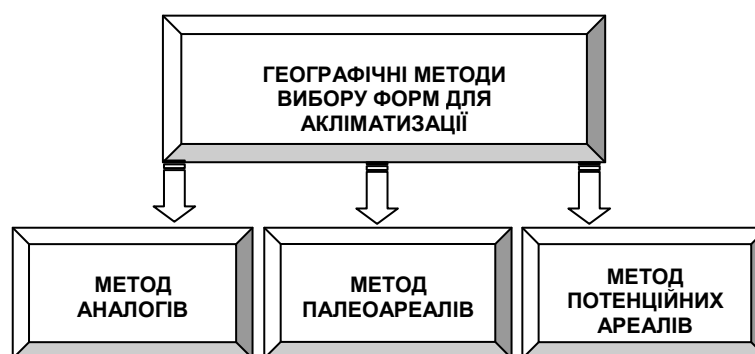 ГЕОГРАФІЧНІ МЕТОДИ
ВИБОРУ ФОРМ ДЛЯ
АКЛІМАТИЗАЦІЇ
МЕТОД
АНАЛОГІВ
МЕТОД
ПАЛЕОАРЕАЛІВ
МЕТОД
ПОТЕНЦІЙНИХ
АРЕАЛІВ